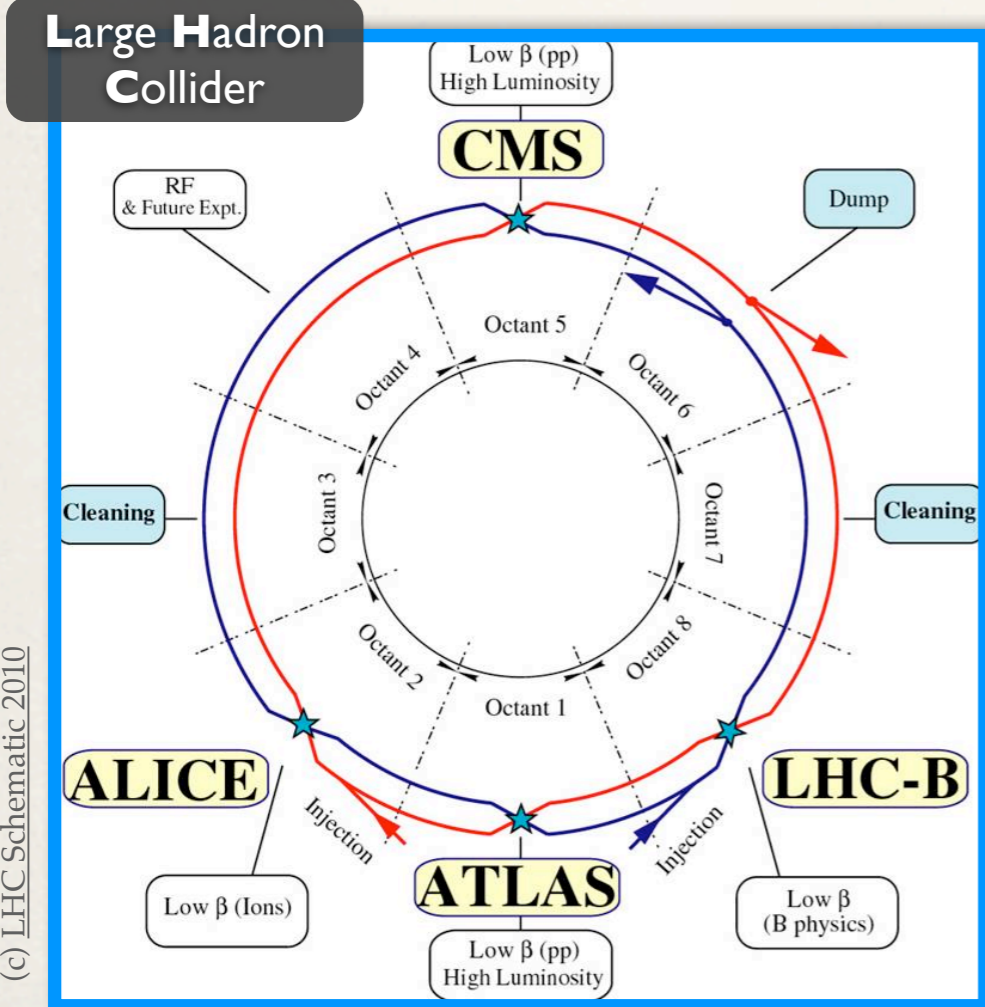 Large Hadron
Collider
Low β (pp)
High Luminosity
CMS
RF
& Future Expt.
Dump
Octant 5
Octant 4
Octant 6
Cleaning
Octant 3
Octant 7
Cleaning
Octant 2
Octant 8
Octant 1
ALICE
LHC-B
Injection
Injection
ATLAS
Low β (Ions)
Low β
(B physics)
Low β (pp)
High Luminosity
(c) LHC Schematic 2010